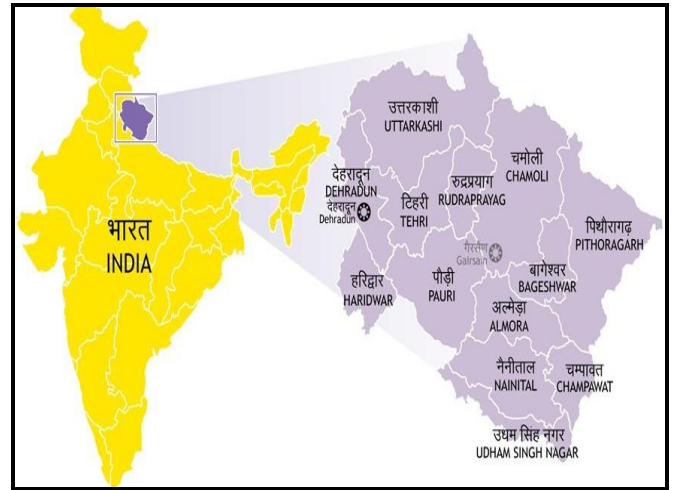 भारत
INDIA
उत्तरकाशी
UTTARKASHI
चमोली
CHAMOLI
देहरादून
DEHRADUN
देहरादून
Dehradun
टिहरी
TEHRI
रुद्रप्रयाग
RUDRAPRAYAG
पिथौरागढ़
PITHORAGARH
गैरसैण
Gairsain
हरिद्वार
HARIDWAR
पौड़ी
PAURI
बागेश्वर
BAGESHWAR
अल्मेड़ा
ALMORA
नैनीताल
NAINITAL
चम्पावत
CHAMPAWAT
उधम सिंह नगर
UDHAM SINGH NAGAR